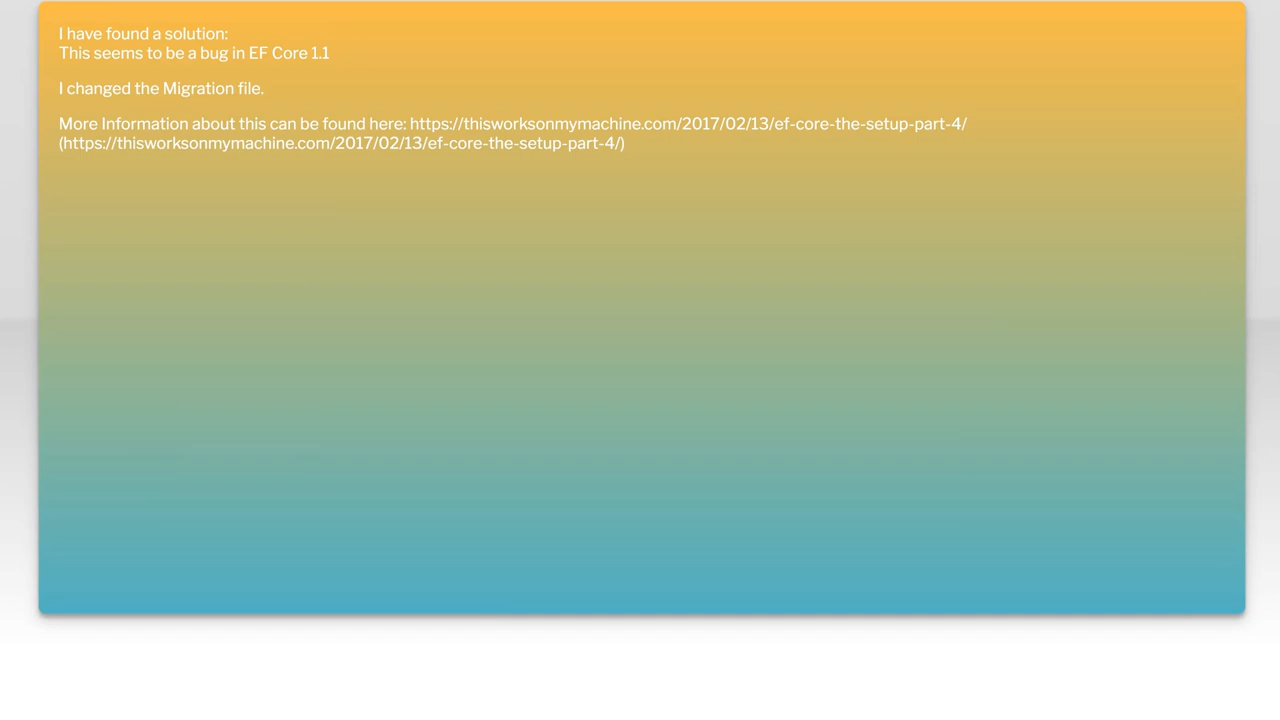 I have found a solution:
This seems to be a bug in EF Core 1.1
I changed the Migration file.
More Information about this can be found here: https://thisworksonmymachine.com/2017/02/13/ef-core-the-setup-part-4/
(https://thisworksonmymachine.com/2017/02/13/ef-core-the-setup-part-4/)